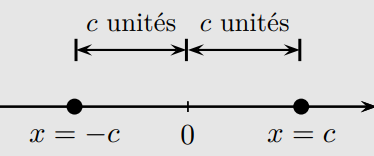 c unités c unités
x = −c 0 x = c